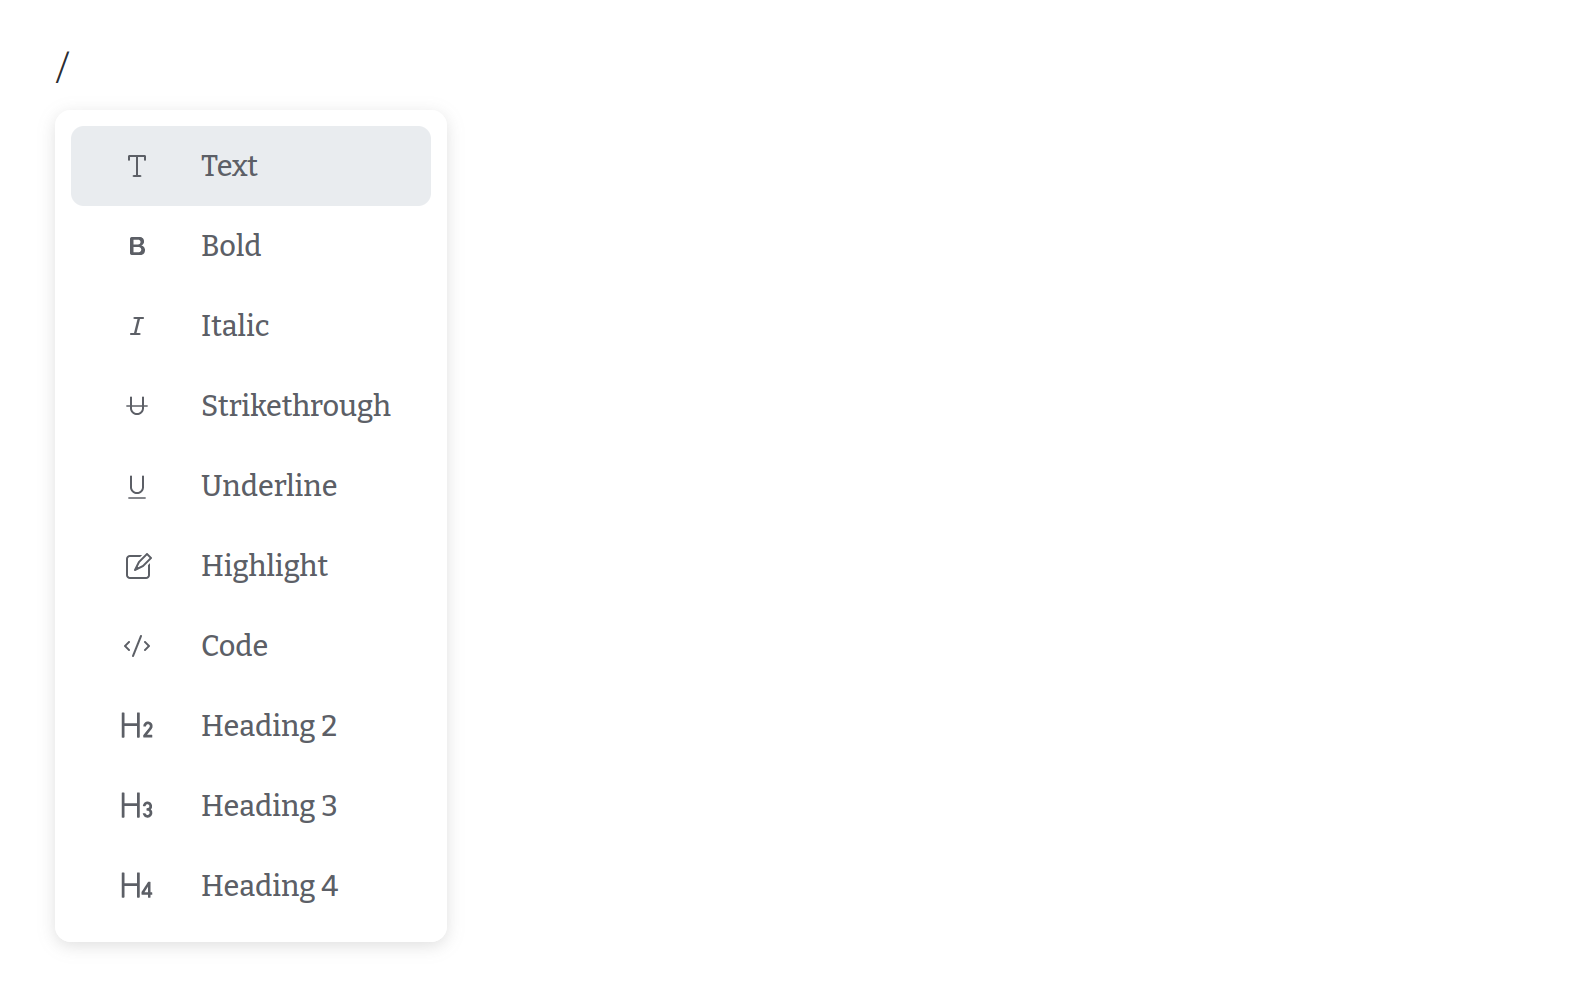 /
Text
B Bold
I Italic
U Strikethrough
U Underline
Highlight
</> Code
H2 Heading 2
H3 Heading 3
H4 Heading 4